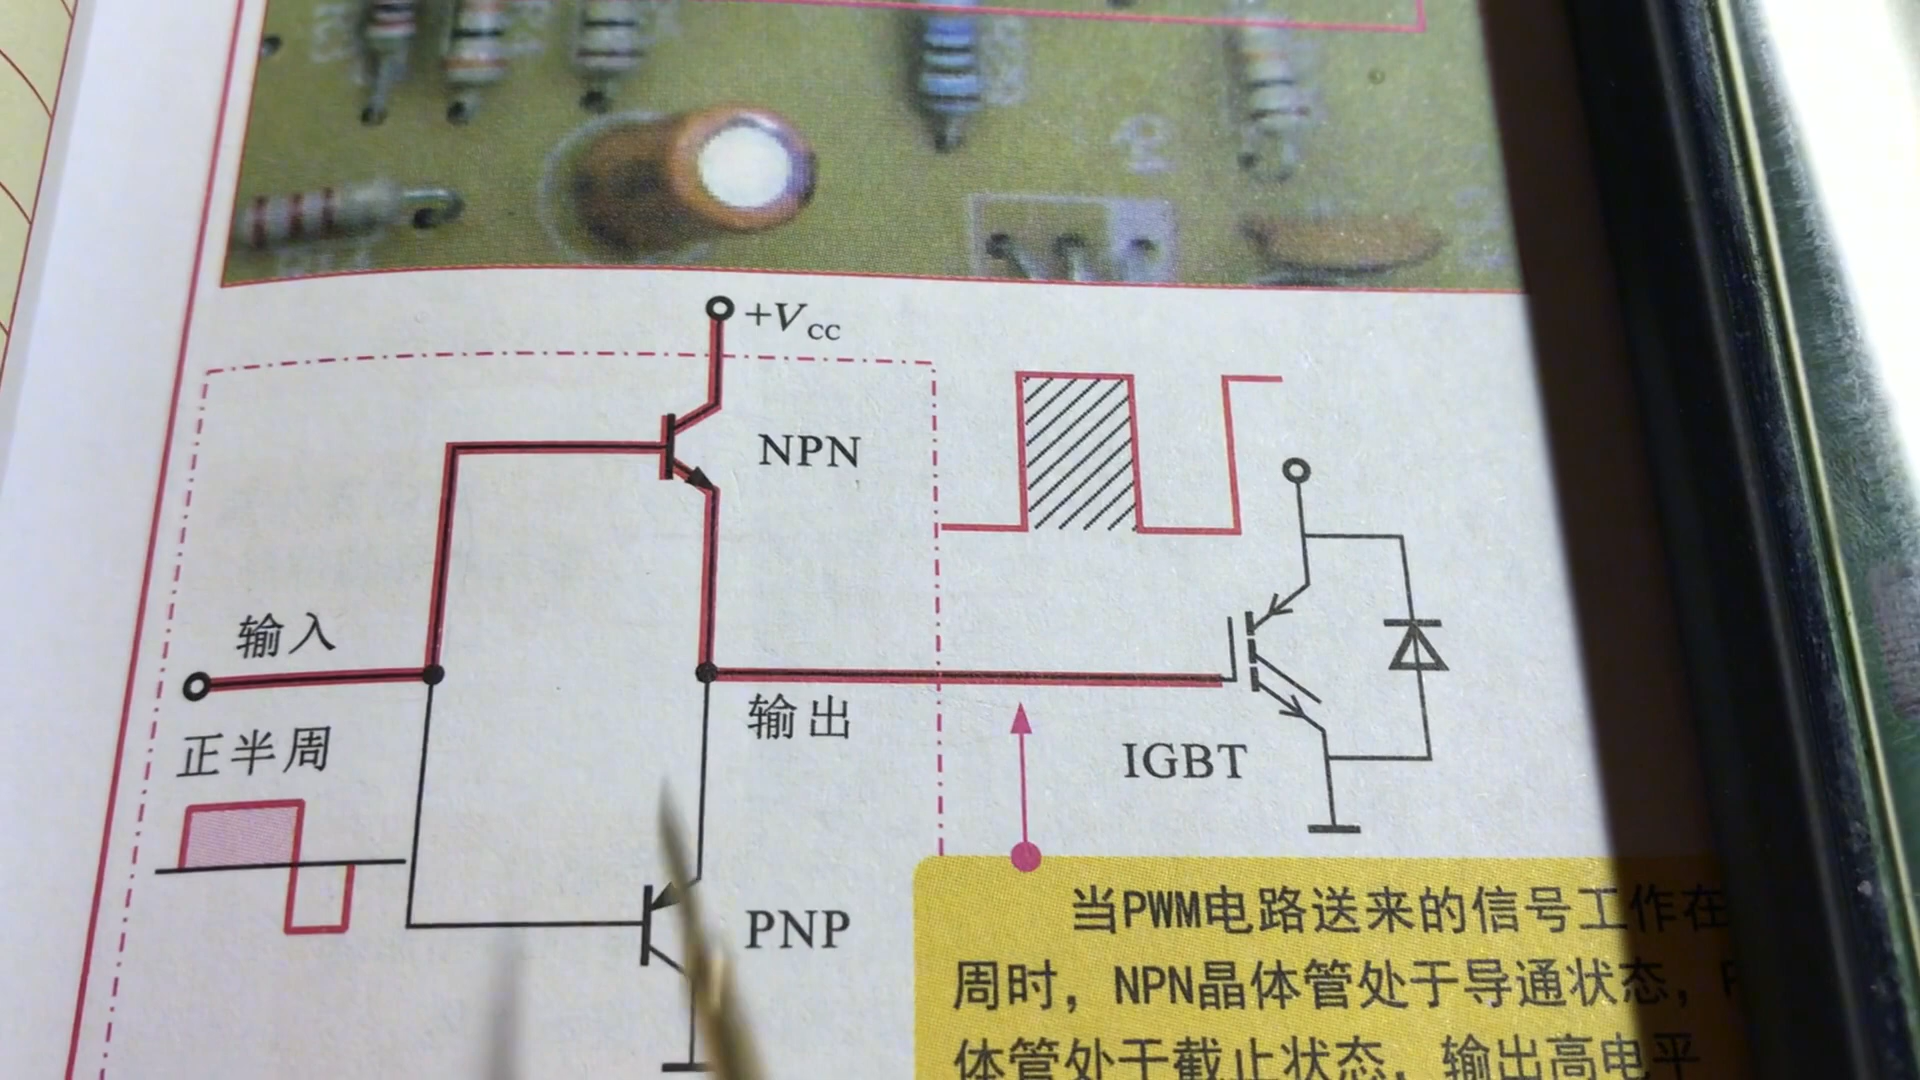 +VCC
NPN
输入
输出
正半周
IGBT
PNP
当PWM电路送来的信号工作在
周时，NPN晶体管处于导通状态，P
体管处于截止状态，输出高电平